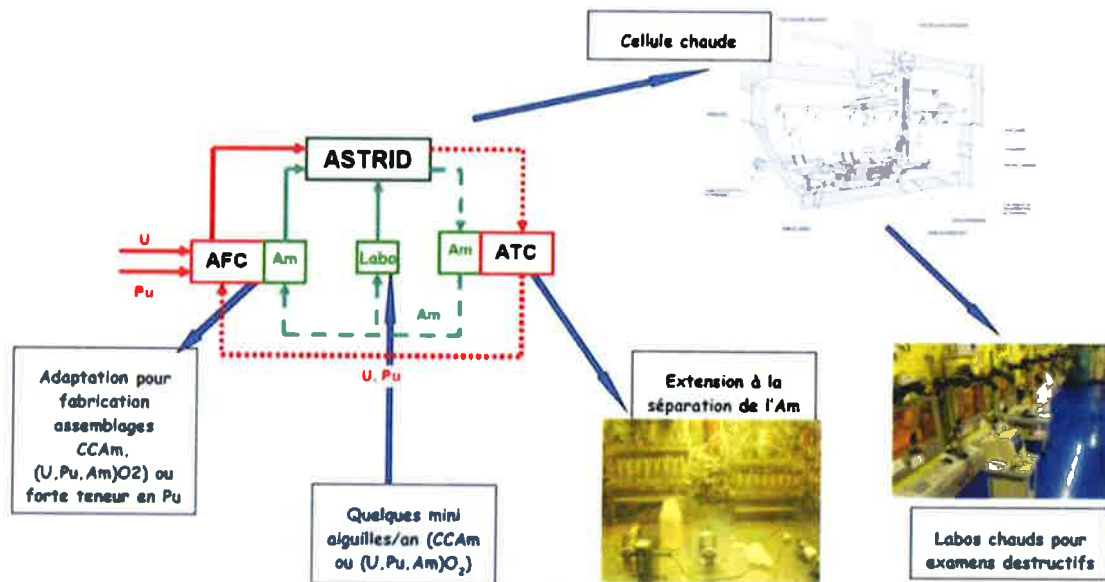 Cellule chaude
ASTRID
U
Pu
AFC
Am
Labo
Am
ATC
Am
U, Pu
Adaptation pour
fabrication
assemblages
CCAm,
(U,Pu,Am)O2) ou
forte teneur en Pu
Quelques mini
aiguilles/an (CCAm
ou (U,Pu,Am)O₂)
Extension à la
séparation de l'Am
Labos chauds pour
examens destructifs